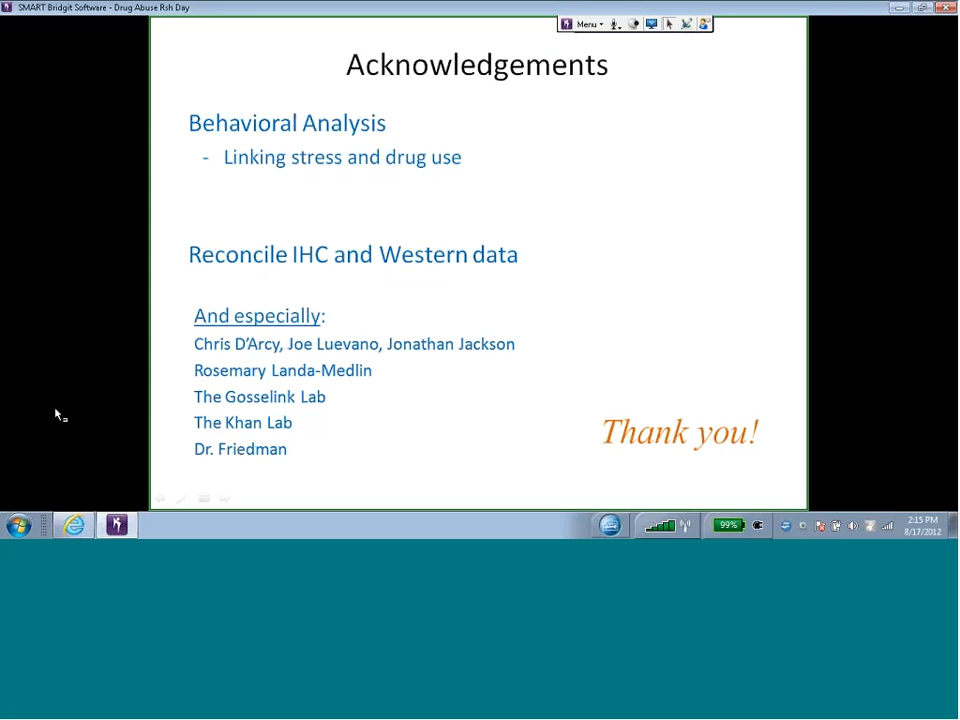 SMART Bridgit Software - Drug Abuse Rsh Day
Menu
Acknowledgements
Behavioral Analysis
- Linking stress and drug use
Reconcile IHC and Western data
And especially:
Chris D'Arcy, Joe Luevano, Jonathan Jackson
Rosemary Landa-Medlin
The Gosselink Lab
The Khan Lab
Dr. Friedman
Thank you!
99%
2:15 PM
8/17/2012